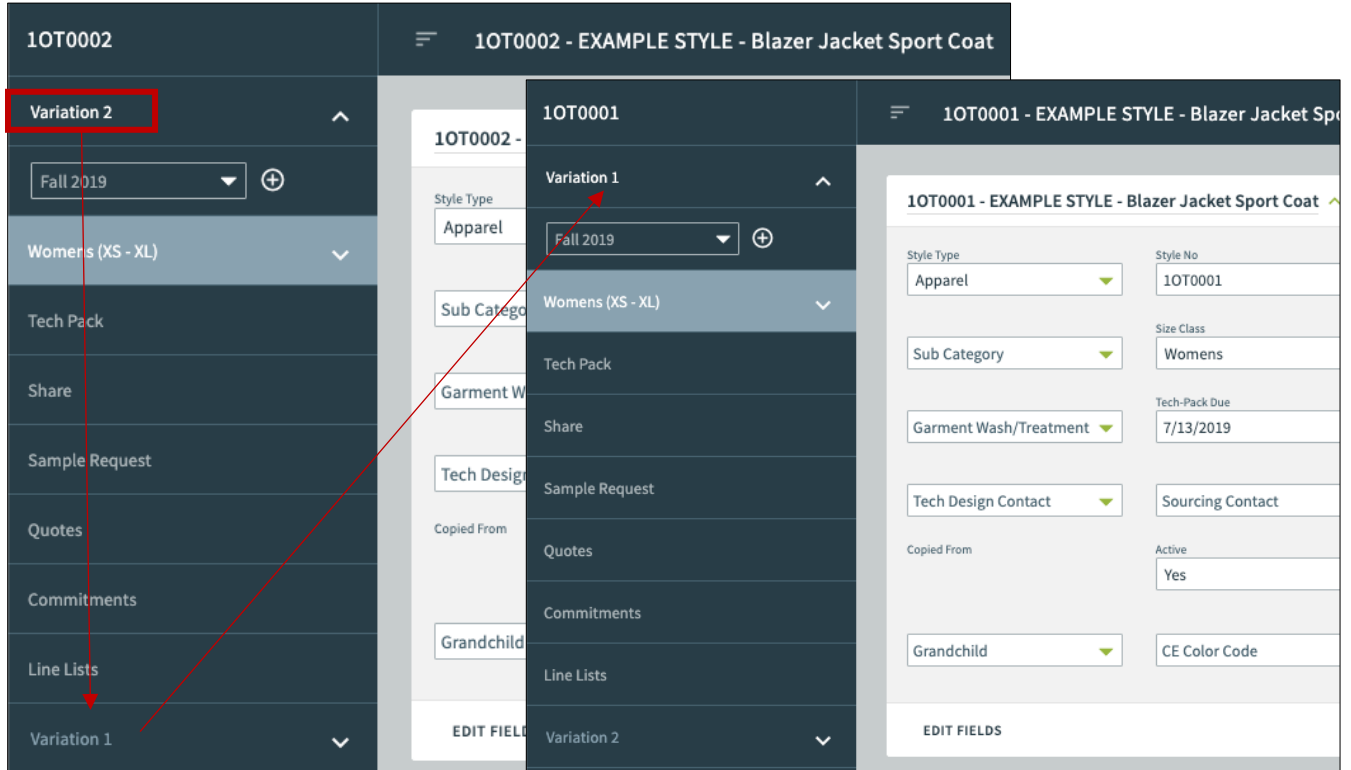 1OT0002
1OT0002 - EXAMPLE STYLE - Blazer Jacket Sport Coat
Variation 2
Fall 2019
Womens (XS - XL)
Tech Pack
Share
Sample Request
Quotes
Commitments
Line Lists
Variation 1
1OT0002 -
Style Type
Apparel
Sub Catego
Garment W
Tech Desig
Copied From
Grandchild
EDIT FIEL
1OT0001
1OT0001 - EXAMPLE STYLE - Blazer Jacket Spo
Variation 1
Fall 2019
Womens (XS - XL)
Tech Pack
Share
Sample Request
Quotes
Commitments
Line Lists
Variation 2
1OT0001 - EXAMPLE STYLE - Blazer Jacket Sport Coat
Style Type
Style No
Apparel
1OT0001
Size Class
Sub Category
Womens
Tech-Pack Due
Garment Wash/Treatment
7/13/2019
Tech Design Contact
Sourcing Contact
Copied From
Active
Yes
Grandchild
CE Color Code
EDIT FIELDS